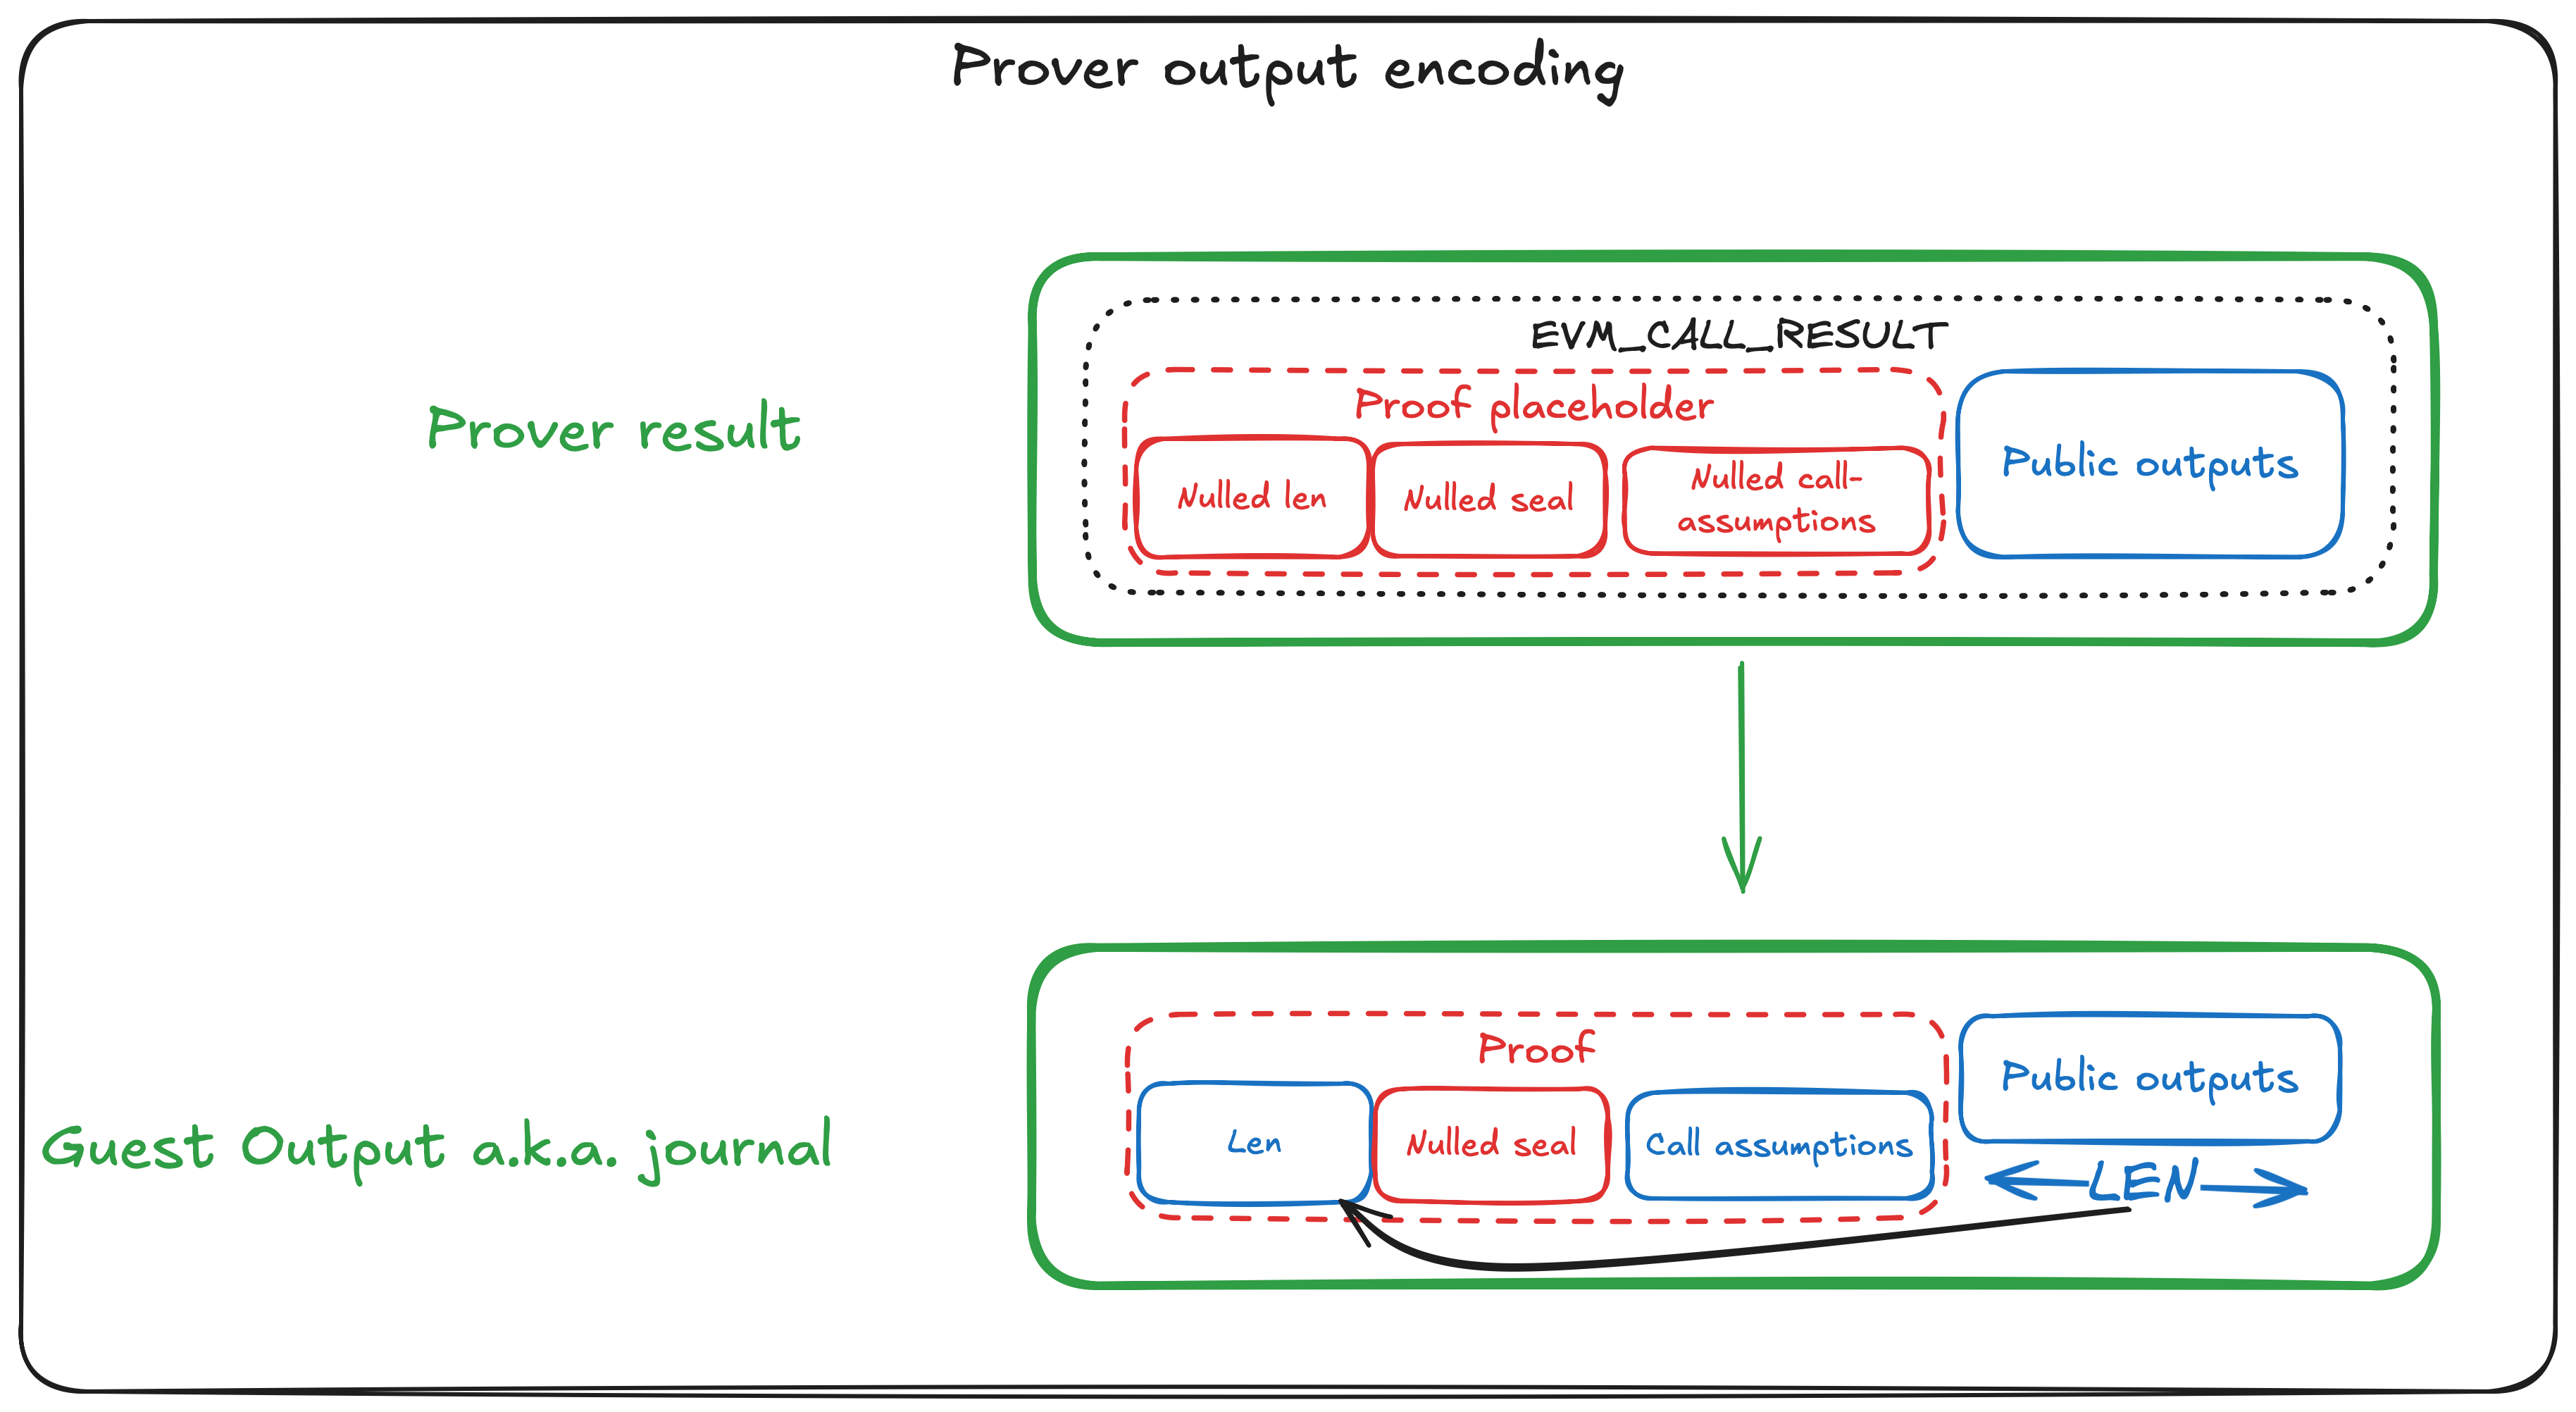 Prover output encoding
EVM_CALL_RESULT
Prover result
Proof placeholder
Nulled len
Nulled seal
Nulled call-
assumptions
Public outputs
Guest Output a.k.a. journal
Proof
Len
Nulled seal
Call assumptions
Public outputs
LEN